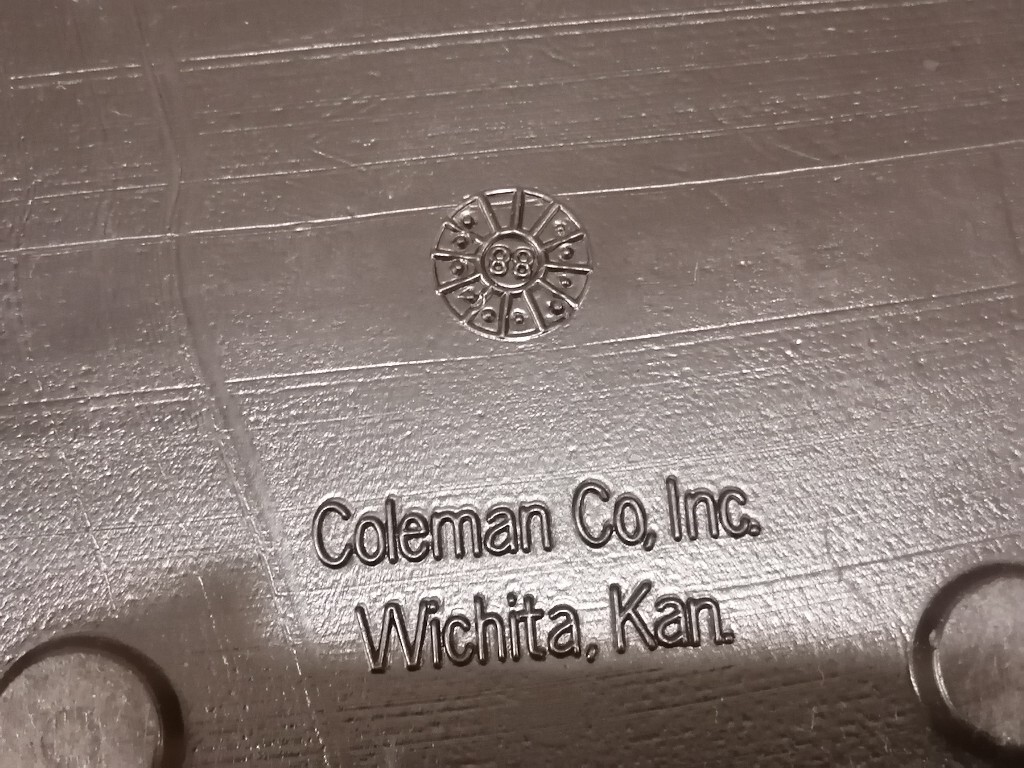 88
Coleman Co, Inc.
Wichita, Kan.